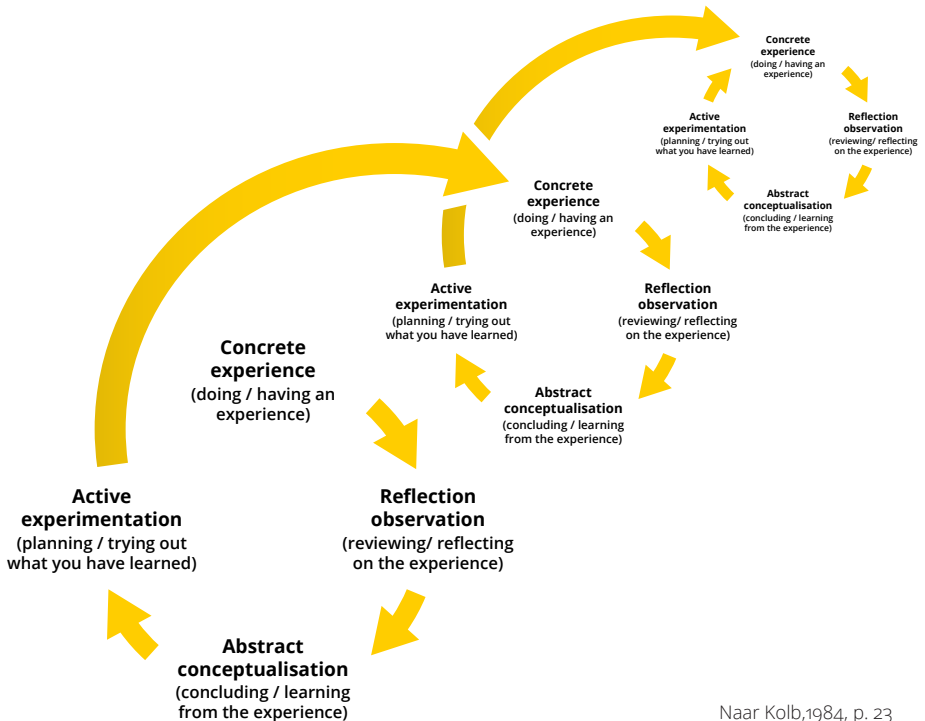 Concrete
experience
(doing / having an
experience)
Active
experimentation
(planning / trying out
what you have learned)
Reflection
observation
(reviewing/ reflecting
on the experience)
Abstract
conceptualisation
(concluding / learning
from the experience)
Concrete
experience
(doing / having an
experience)
Active
experimentation
(planning / trying out
what you have learned)
Reflection
observation
(reviewing/ reflecting
on the experience)
Abstract
conceptualisation
(concluding / learning
from the experience)
Concrete
experience
(doing / having an
experience)
Active
experimentation
(planning / trying out
what you have learned)
Reflection
observation
(reviewing/ reflecting
on the experience)
Abstract
conceptualisation
(concluding / learning
from the experience)
Naar Kolb,1984, p. 23